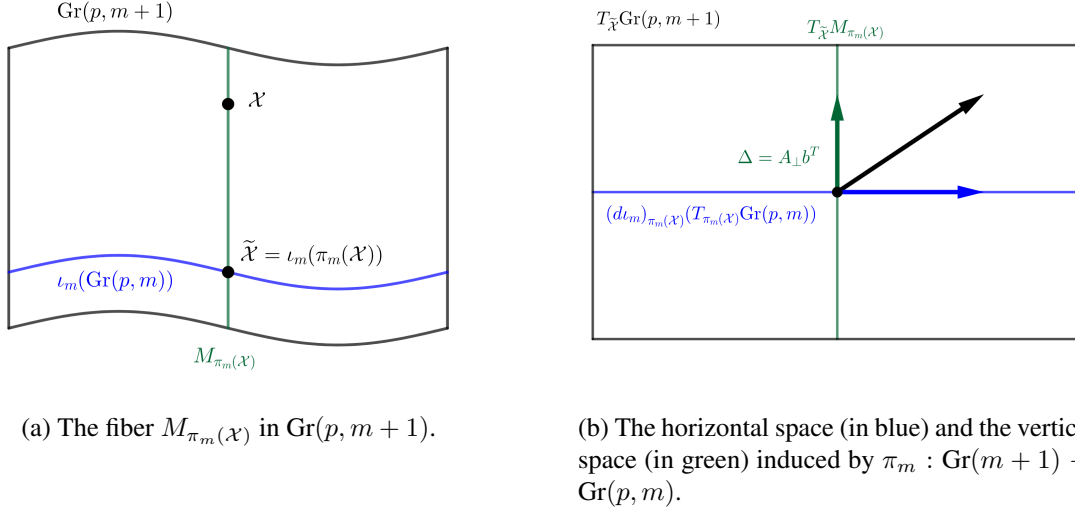 Gr(p, m + 1)
𝒳
𝒳̃ = ι_m(π_m(𝒳))
ι_m(Gr(p, m))
M_{π_m(𝒳)}
(a) The fiber M_{π_m(𝒳)} in Gr(p, m + 1).
T_{𝒳̃}Gr(p, m + 1)
T_{𝒳̃}M_{π_m(𝒳)}
Δ = A_⊥b^T
(dι_m)_{π_m(𝒳)}(T_{π_m(𝒳)}Gr(p, m))
(b) The horizontal space (in blue) and the vertic
space (in green) induced by π_m : Gr(m + 1)
Gr(p, m).